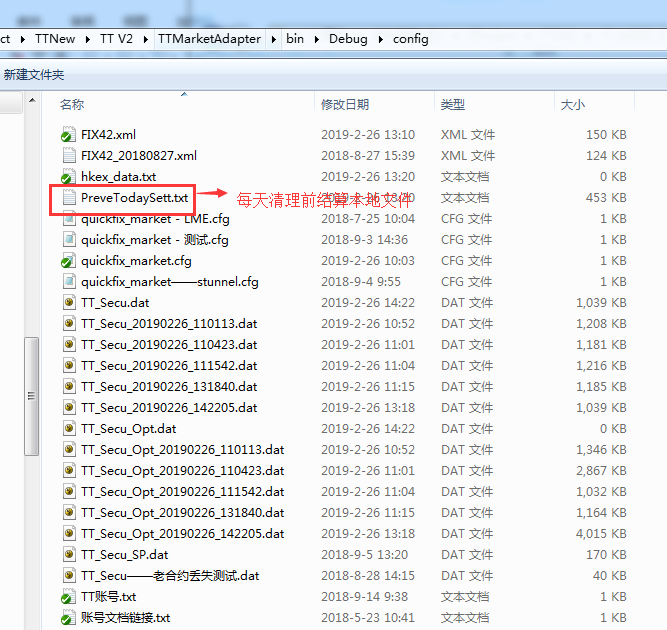 ct ▸ TTNew ▸ TT V2 ▸ TTMarketAdapter ▸ bin ▸ Debug ▸ config
新建文件夹
名称 修改日期 类型 大小
FIX42.xml 2019-2-26 13:10 XML 文件 150 KB
FIX42_20180827.xml 2018-8-27 15:39 XML 文件 124 KB
hkex_data.txt 2019-2-26 13:20 文本文档 0 KB
PreveTodaySett.txt 文本文档 453 KB
每天清理前结算本地文件
quickfix_market - LME.cfg 2018-7-25 10:04 CFG 文件 1 KB
quickfix_market - 测试.cfg 2018-9-3 14:36 CFG 文件 1 KB
quickfix_market.cfg 2019-2-26 10:03 CFG 文件 1 KB
quickfix_market——stunnel.cfg 2018-9-4 9:55 CFG 文件 1 KB
TT_Secu.dat 2019-2-26 14:22 DAT 文件 1,039 KB
TT_Secu_20190226_110113.dat 2019-2-26 10:52 DAT 文件 1,208 KB
TT_Secu_20190226_110423.dat 2019-2-26 11:01 DAT 文件 1,181 KB
TT_Secu_20190226_111542.dat 2019-2-26 11:04 DAT 文件 1,216 KB
TT_Secu_20190226_131840.dat 2019-2-26 11:15 DAT 文件 1,185 KB
TT_Secu_20190226_142205.dat 2019-2-26 13:18 DAT 文件 1,039 KB
TT_Secu_Opt.dat 2019-2-26 14:22 DAT 文件 0 KB
TT_Secu_Opt_20190226_110113.dat 2019-2-26 10:52 DAT 文件 1,346 KB
TT_Secu_Opt_20190226_110423.dat 2019-2-26 11:01 DAT 文件 2,867 KB
TT_Secu_Opt_20190226_111542.dat 2019-2-26 11:04 DAT 文件 1,032 KB
TT_Secu_Opt_20190226_131840.dat 2019-2-26 11:15 DAT 文件 1,164 KB
TT_Secu_Opt_20190226_142205.dat 2019-2-26 13:18 DAT 文件 4,015 KB
TT_Secu_SP.dat 2018-9-5 13:20 DAT 文件 170 KB
TT_Secu——老合约丢失测试.dat 2018-8-28 14:15 DAT 文件 40 KB
TT账号.txt 2018-9-14 9:38 文本文档 1 KB
账号文档链接.txt 2018-5-23 10:41 文本文档 1 KB